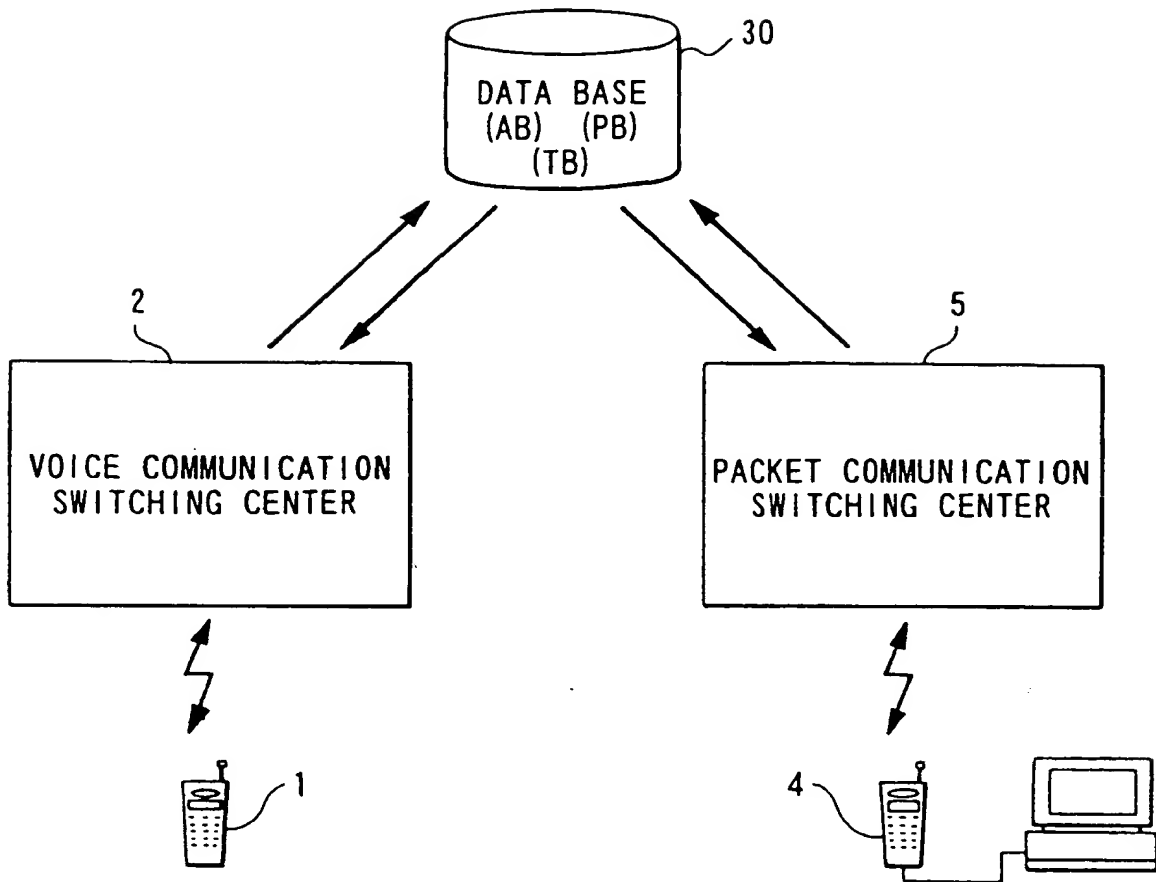 30
DATA BASE
(AB) (PB)
(TB)
2
5
VOICE COMMUNICATION
SWITCHING CENTER
PACKET COMMUNICATION
SWITCHING CENTER
1
4